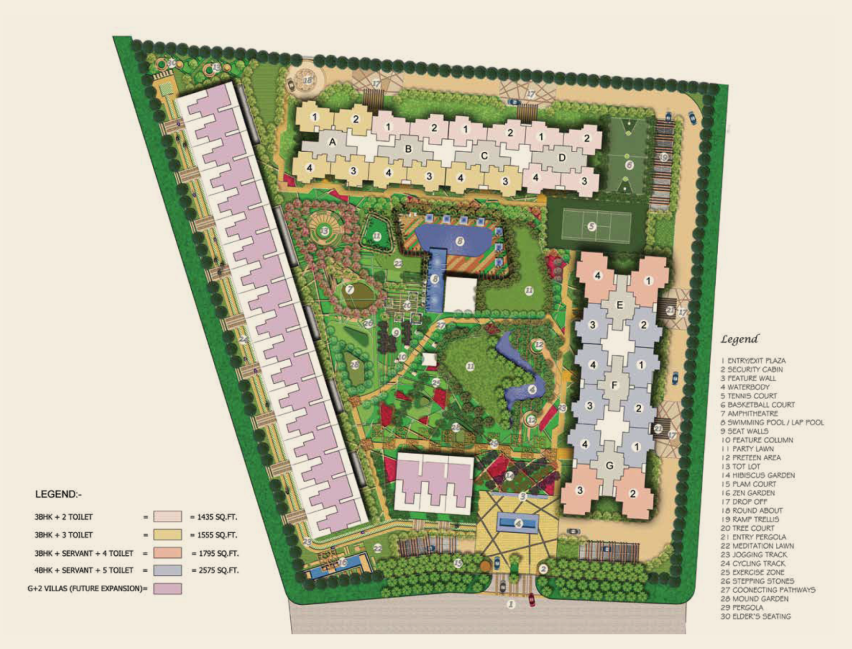 1 2 1 2 1 2 1 2
A B C D
4 3 4 3 4 3 4 3
4 1
E
3 2
4 1
F
3 2
4 1
G
3 2
Legend
1 ENTRY/EXIT PLAZA
2 SECURITY CABIN
3 FEATURE WALL
4 WATERBODY
5 TENNIS COURT
6 BASKETBALL COURT
7 AMPHITHEATRE
8 SWIMMING POOL / LAP POOL
9 SEAT WALLS
10 FEATURE COLUMN
11 PARTY LAWN
12 PRETEEN AREA
13 TOT LOT
14 HIBISCUS GARDEN
15 PLAM COURT
16 ZEN GARDEN
17 DROP OFF
18 ROUND ABOUT
19 RAMP TRELLIS
20 TREE COURT
21 ENTRY PERGOLA
22 MEDITATION LAWN
23 JOGGING TRACK
24 CYCLING TRACK
25 EXERCISE ZONE
26 STEPPING STONES
27 COONECTING PATHWAYS
28 MOUND GARDEN
29 PERGOLA
30 ELDER'S SEATING
LEGEND:-
3BHK + 2 TOILET = = 1435 SQ.FT.
3BHK + 3 TOILET = = 1555 SQ.FT.
3BHK + SERVANT + 4 TOILET = = 1795 SQ.FT.
4BHK + SERVANT + 5 TOILET = = 2575 SQ.FT.
G+2 VILLAS (FUTURE EXPANSION)=